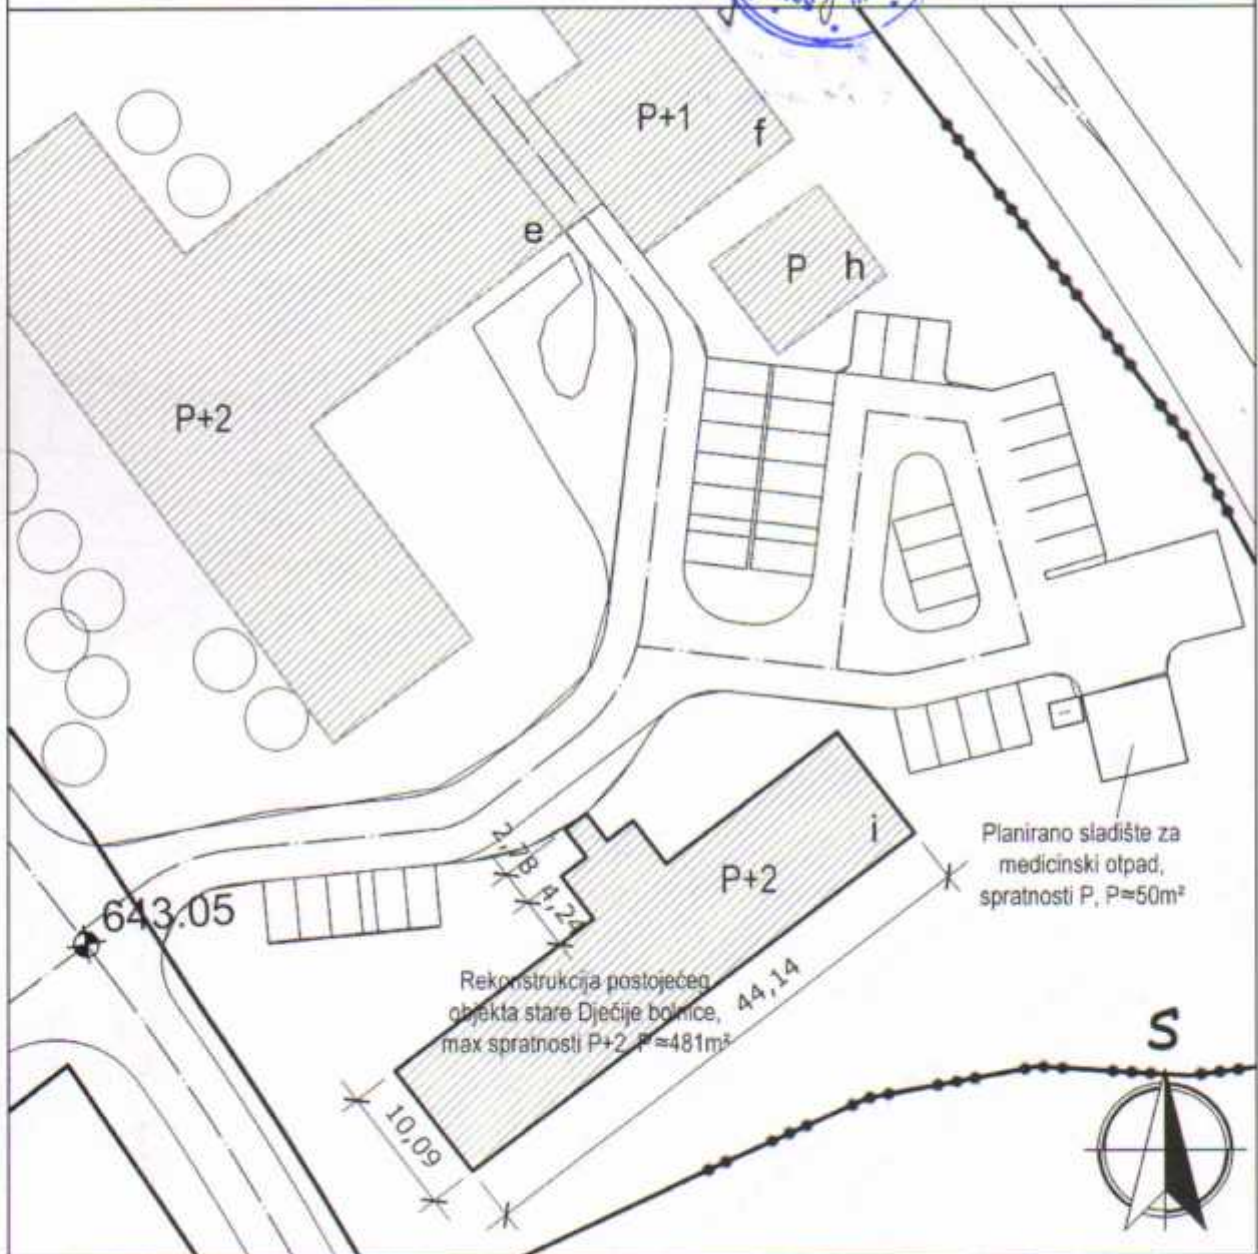 P+1
f
e
P h
P+2
2,78
4,24
P+2
i
Planirano sladište za
medicinski otpad,
spratnosti P, P≈50m²
643.05
Rekonstrukcija postojećeg
objekta stare Dječije bolnice,
max spratnosti P+2, P≈481m²
44,14
10,09
S